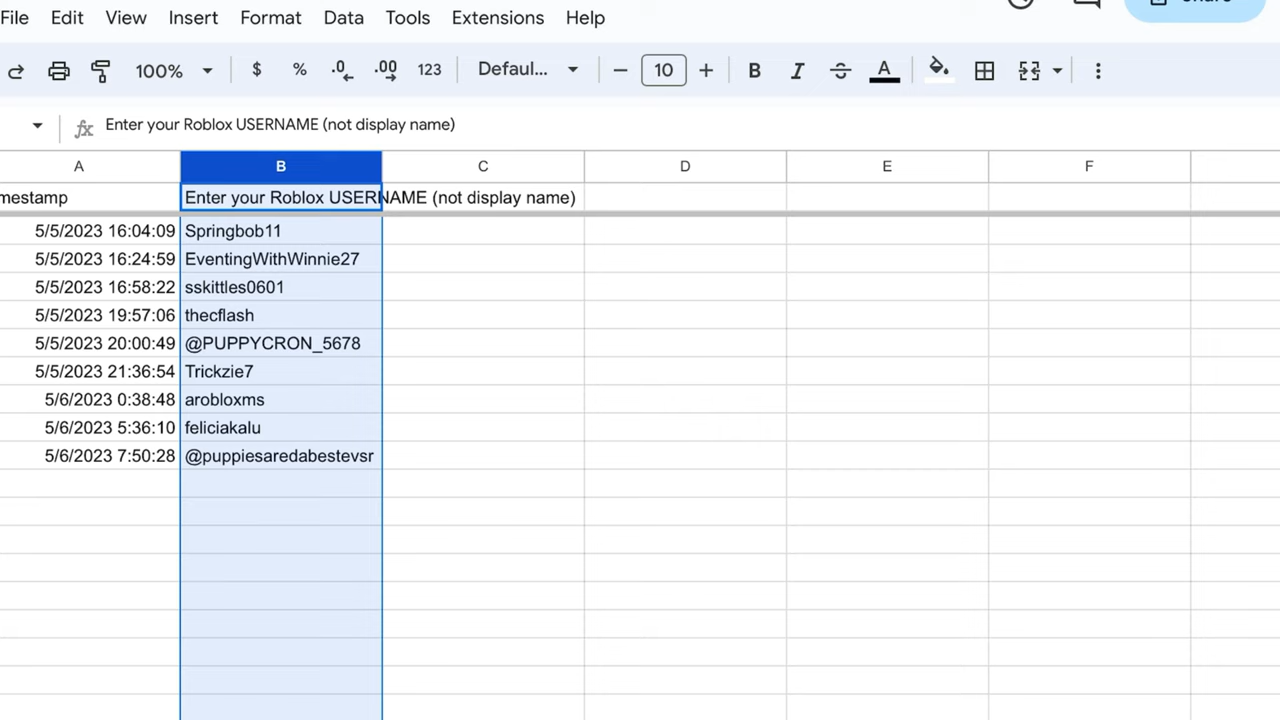 File Edit View Insert Format Data Tools Extensions Help
100% $ % .0 .00 123 Defaul... 10 B I A
Enter your Roblox USERNAME (not display name)
A B C D E F
mestamp Enter your Roblox USERNAME (not display name)
5/5/2023 16:04:09 Springbob11
5/5/2023 16:24:59 EventingWithWinnie27
5/5/2023 16:58:22 sskittles0601
5/5/2023 19:57:06 thecflash
5/5/2023 20:00:49 @PUPPYCRON_5678
5/5/2023 21:36:54 Trickzie7
5/6/2023 0:38:48 arobloxms
5/6/2023 5:36:10 feliciakalu
5/6/2023 7:50:28 @puppiesaredabestevsr